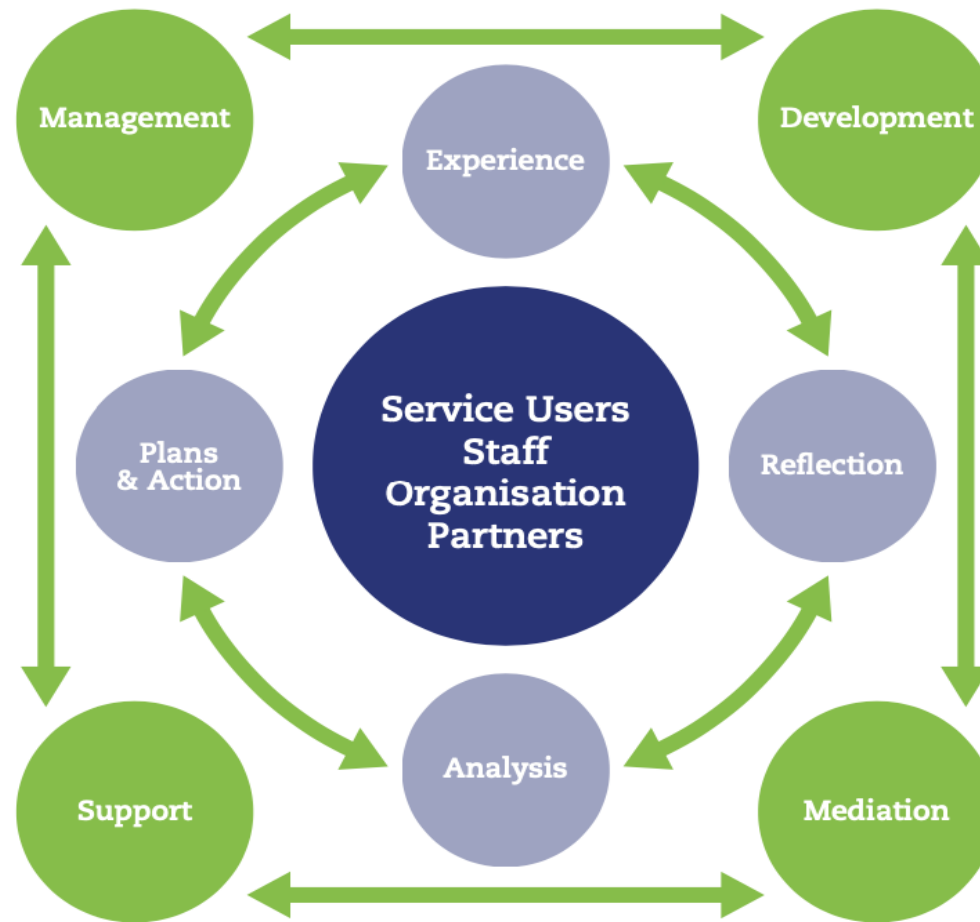 Management
Development
Experience
Service Users
Staff
Organisation
Partners
Plans
& Action
Reflection
Analysis
Support
Mediation